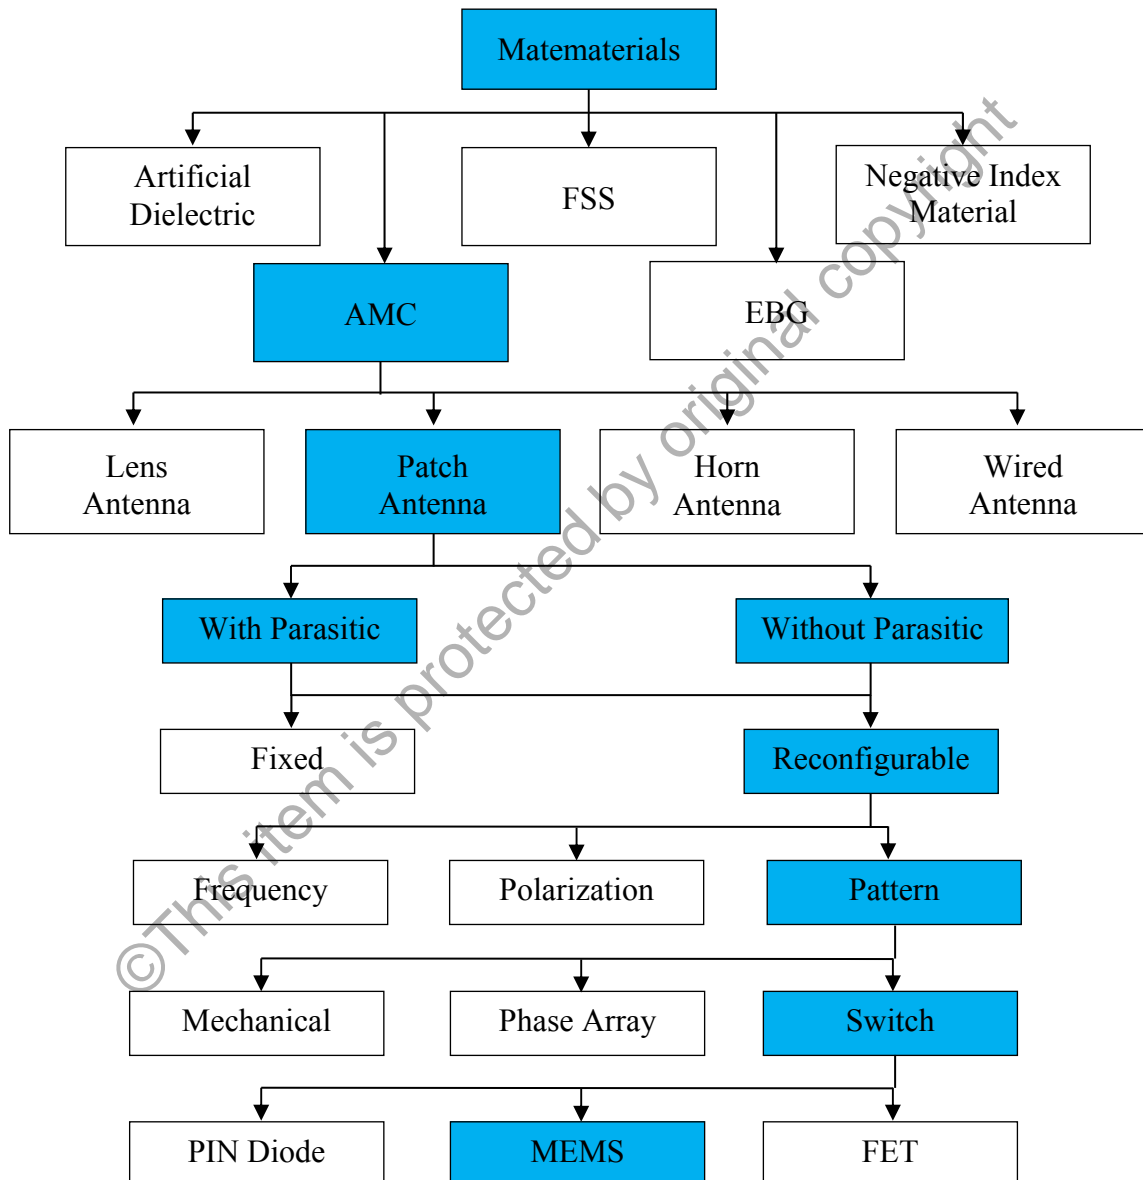 Matematerials
Artificial
Dielectric
FSS
Negative Index
Material
AMC
EBG
Lens
Antenna
Patch
Antenna
Horn
Antenna
Wired
Antenna
With Parasitic
Without Parasitic
Fixed
Reconfigurable
Frequency
Polarization
Pattern
Mechanical
Phase Array
Switch
PIN Diode
MEMS
FET
©This item is protected by original copyright